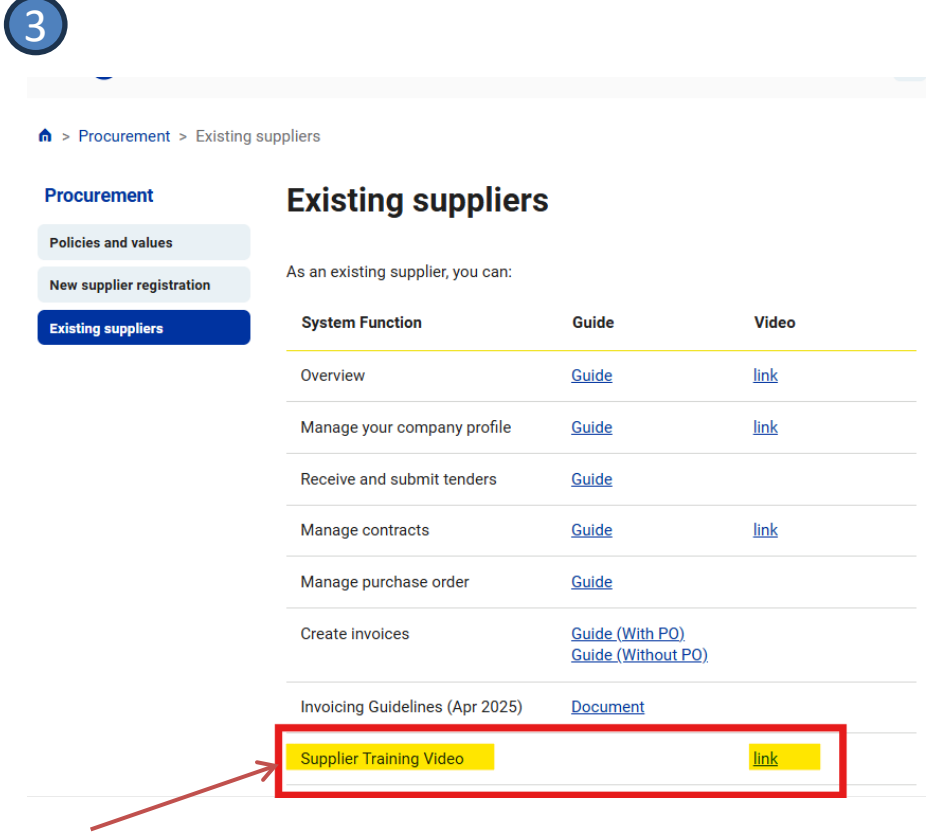 3
> Procurement > Existing suppliers
Procurement
Policies and values
New supplier registration
Existing suppliers
Existing suppliers
As an existing supplier, you can:
System Function Guide Video
Overview Guide link
Manage your company profile Guide link
Receive and submit tenders Guide
Manage contracts Guide link
Manage purchase order Guide
Create invoices Guide (With PO)
Guide (Without PO)
Invoicing Guidelines (Apr 2025) Document
Supplier Training Video link